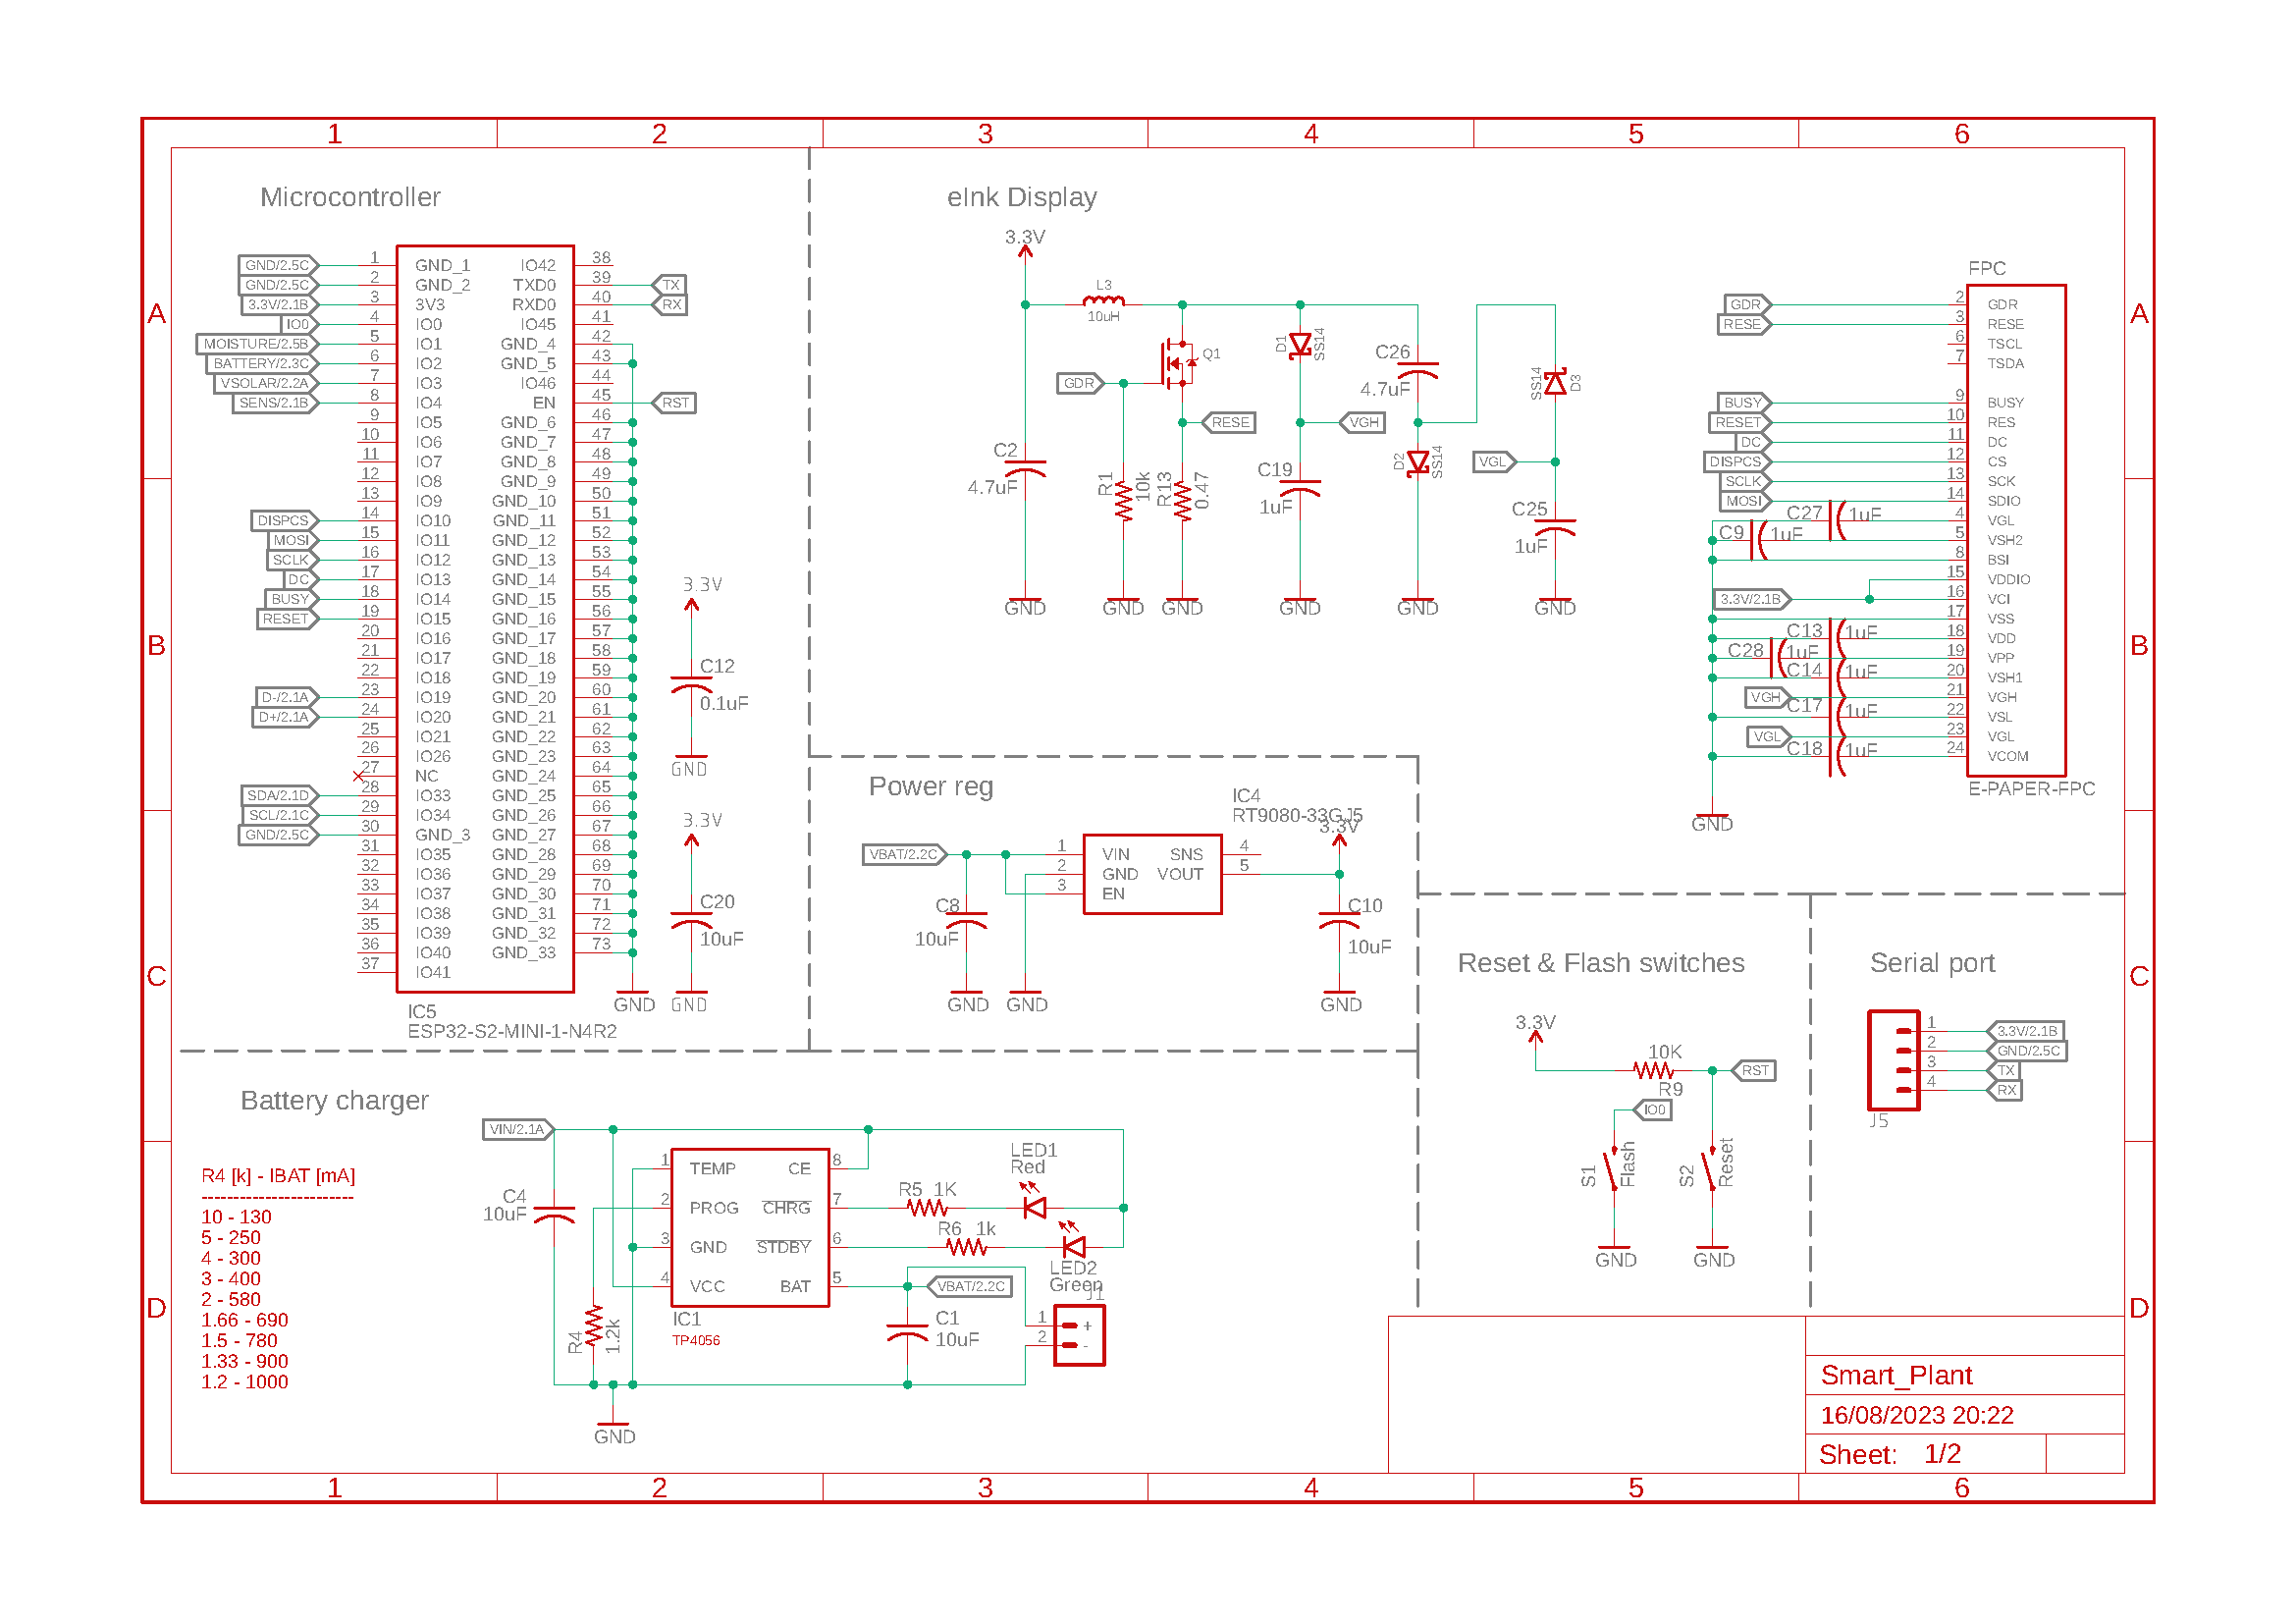 1 2 3 4 5 6
A
B
C
D
Microcontroller
GND/2.5C 1 GND_1
GND/2.5C 2 GND_2
3.3V/2.1B 3 3V3
IO0 4 IO0
MOISTURE/2.5B 5 IO1
BATTERY/2.3C 6 IO2
VSOLAR/2.2A 7 IO3
SENS/2.1B 8 IO4
9 IO5
10 IO6
11 IO7
12 IO8
13 IO9
DISPCS 14 IO10
MOSI 15 IO11
SCLK 16 IO12
DC 17 IO13
BUSY 18 IO14
RESET 19 IO15
20 IO16
21 IO17
22 IO18
D-/2.1A 23 IO19
D+/2.1A 24 IO20
25 IO21
26 IO26
27 NC
SDA/2.1D 28 IO33
SCL/2.1C 29 IO34
GND/2.5C 30 GND_3
31 IO35
32 IO36
33 IO37
34 IO38
35 IO39
36 IO40
37 IO41
IO42 38
TXD0 39 TX
RXD0 40 RX
IO45 41
GND_4 42
GND_5 43
IO46 44
EN 45 RST
GND_6 46
GND_7 47
GND_8 48
GND_9 49
GND_10 50
GND_11 51
GND_12 52
GND_13 53
GND_14 54
GND_15 55
GND_16 56
GND_17 57
GND_18 58
GND_19 59
GND_20 60
GND_21 61
GND_22 62
GND_23 63
GND_24 64
GND_25 65
GND_26 66
GND_27 67
GND_28 68
GND_29 69
GND_30 70
GND_31 71
GND_32 72
GND_33 73
GND
IC5
ESP32-S2-MINI-1-N4R2
3.3V
C12
0.1uF
GND
3.3V
C20
10uF
GND
eInk Display
3.3V
L3
10uH
C2
4.7uF
GND
GDR
Q1
R1
10k
GND
RESE
R13
0.47
GND
D1
SS14
VGH
C19
1uF
GND
C26
4.7uF
D2
SS14
GND
SS14
D3
VGL
C25
1uF
GND
FPC
GDR 2 GDR
RESE 3 RESE
6 TSCL
7 TSDA
BUSY 9 BUSY
RESET 10 RES
DC 11 DC
DISPCS 12 CS
SCLK 13 SCK
MOSI 14 SDIO
C27 1uF 4 VGL
C9 1uF 5 VSH2
8 BSI
15 VDDIO
3.3V/2.1B 16 VCI
17 VSS
C13 1uF 18 VDD
C28 1uF 19 VPP
C14 1uF 20 VSH1
VGH 21 VGH
C17 1uF 22 VSL
VGL 23 VGL
C18 1uF 24 VCOM
E-PAPER-FPC
GND
Power reg
IC4
RT9080-33GJ5
3.3V
VBAT/2.2C 1 VIN SNS 4
2 GND VOUT 5
3 EN
C8
10uF
C10
10uF
GND GND GND
Reset & Flash switches
3.3V
10K
R9
RST
IO0
S1
Flash
S2
Reset
GND GND
Serial port
1 3.3V/2.1B
2 GND/2.5C
3 TX
4 RX
J5
Battery charger
VIN/2.1A
R4 [k] - IBAT [mA]
------------------------
10 - 130
5 - 250
4 - 300
3 - 400
2 - 580
1.66 - 690
1.5 - 780
1.33 - 900
1.2 - 1000
C4
10uF
1 TEMP CE 8
2 PROG CHRG 7
3 GND STDBY 6
4 VCC BAT 5
IC1
TP4056
R4
1.2k
R5 1K
LED1
Red
R6 1k
LED2
Green
VBAT/2.2C
C1
10uF
J1
1 +
2 -
GND
Smart_Plant
16/08/2023 20:22
Sheet: 1/2
A
B
C
D
1 2 3 4 5 6